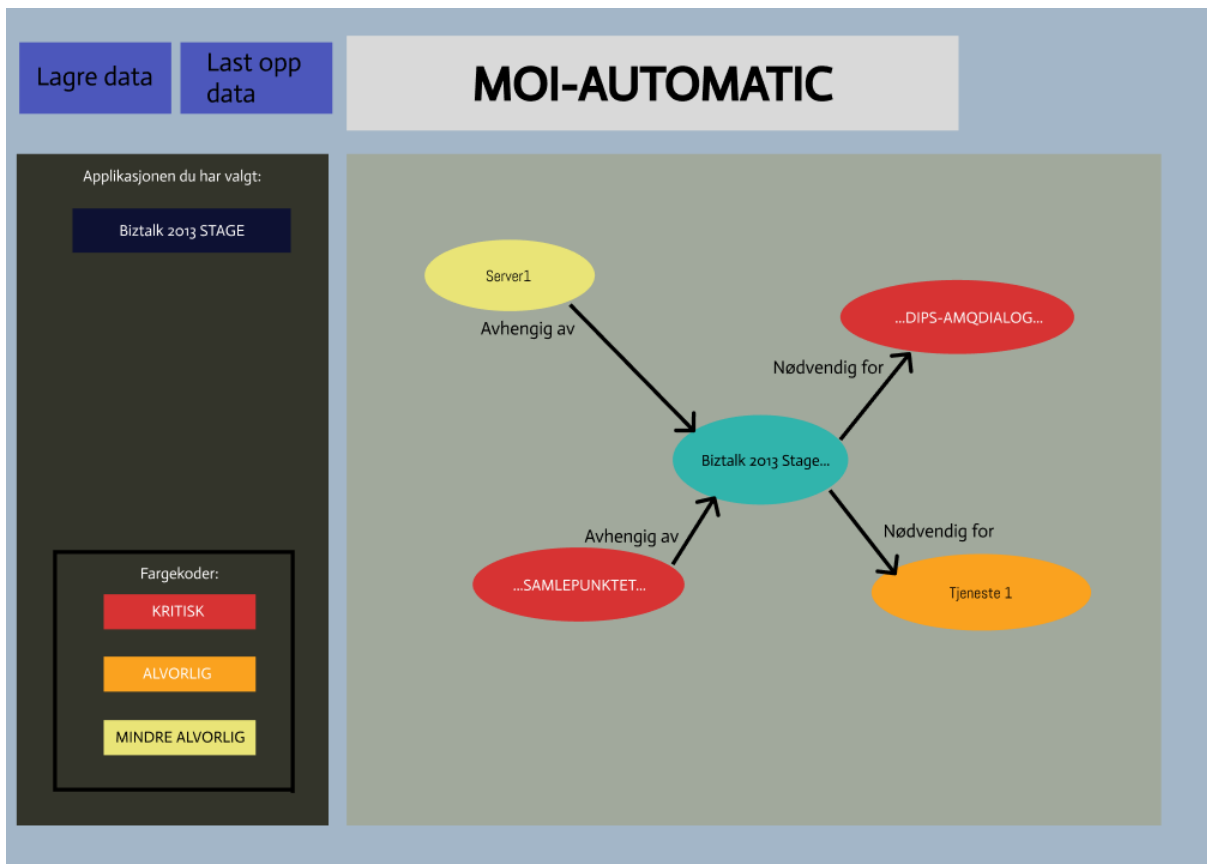 Lagre data
Last opp
data
MOI-AUTOMATIC
Applikasjonen du har valgt:
Biztalk 2013 STAGE
Server1
Avhengig av
...DIPS-AMQDIALOG...
Nødvendig for
Biztalk 2013 Stage...
Avhengig av
Nødvendig for
...SAMLEPUNKTET...
Tjeneste 1
Fargekoder:
KRITISK
ALVORLIG
MINDRE ALVORLIG